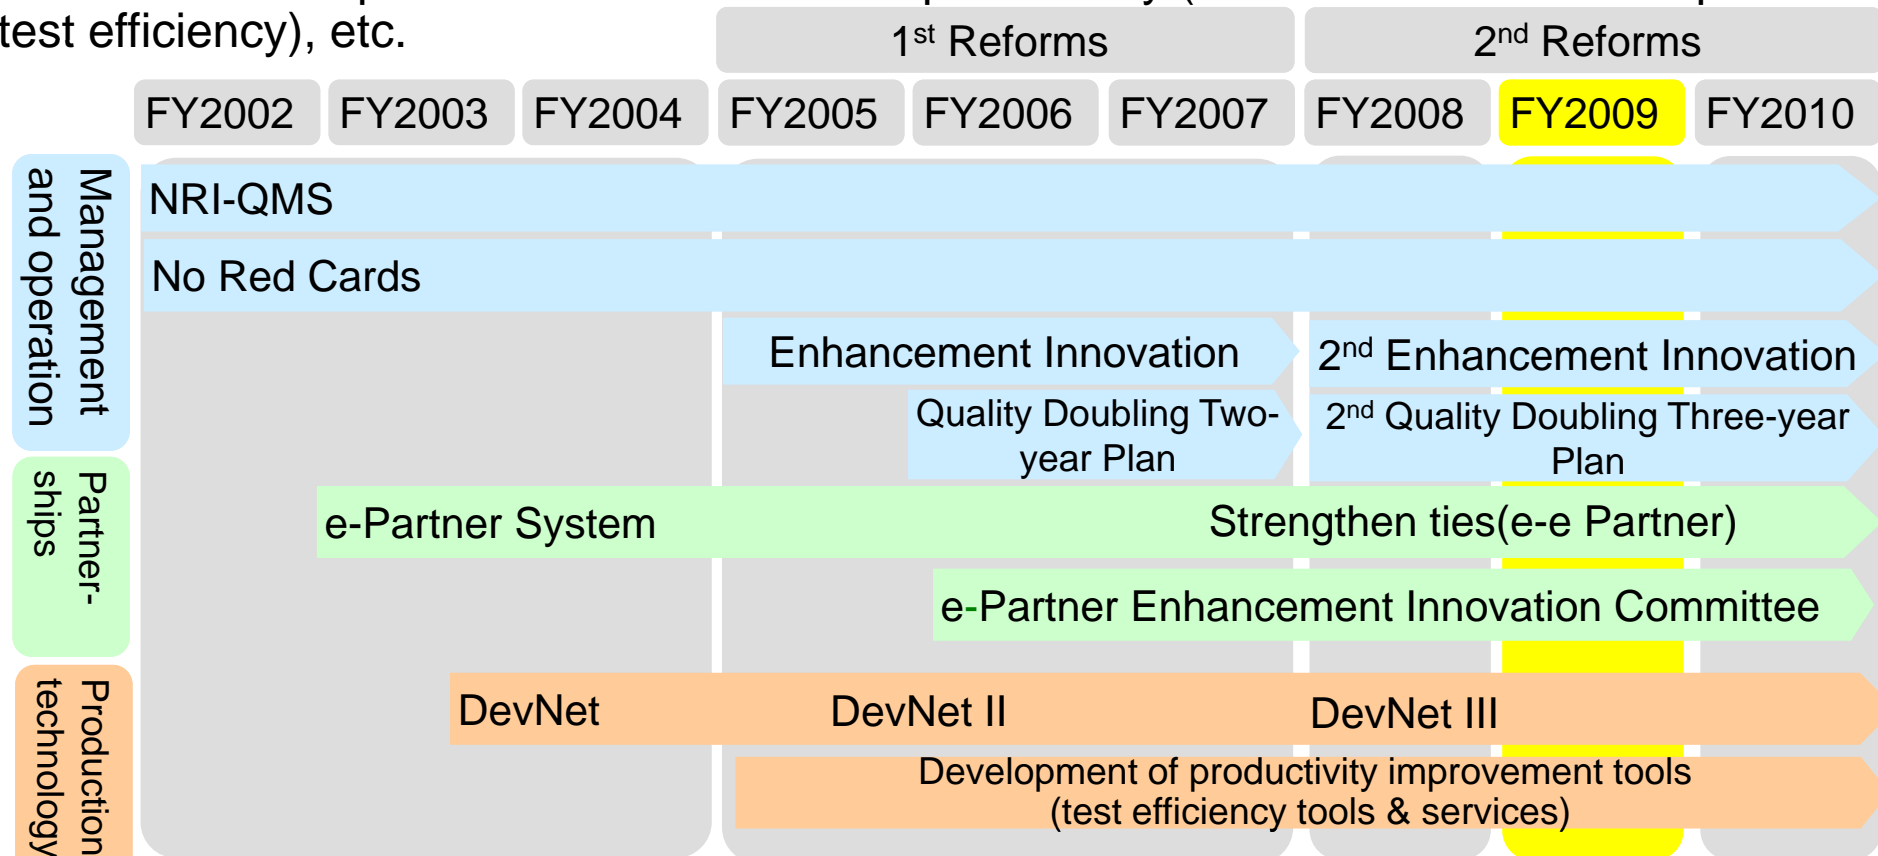 test efficiency), etc.
1st Reforms
2nd Reforms
FY2002
FY2003
FY2004
FY2005
FY2006
FY2007
FY2008
FY2009
FY2010
Management
and operation
NRI-QMS
No Red Cards
Enhancement Innovation
2nd Enhancement Innovation
Quality Doubling Two-
year Plan
2nd Quality Doubling Three-year
Plan
Partner-
ships
e-Partner System
Strengthen ties(e-e Partner)
e-Partner Enhancement Innovation Committee
Production
technology
DevNet
DevNet II
DevNet III
Development of productivity improvement tools
(test efficiency tools & services)